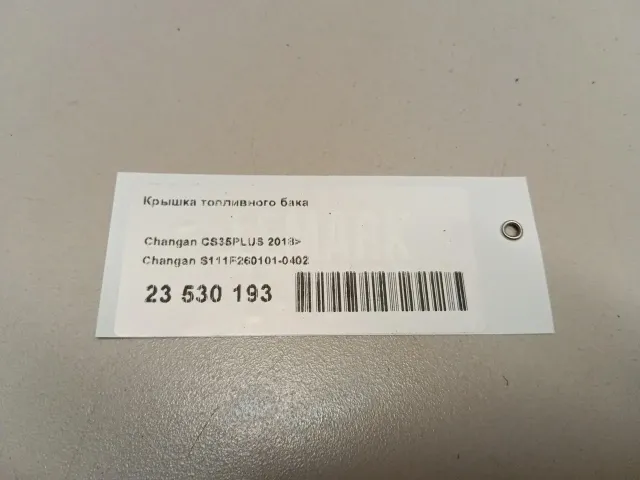 Крышка топливного бака
Changan CS35PLUS 2018>
Changan S111F260101-0402
23 530 193